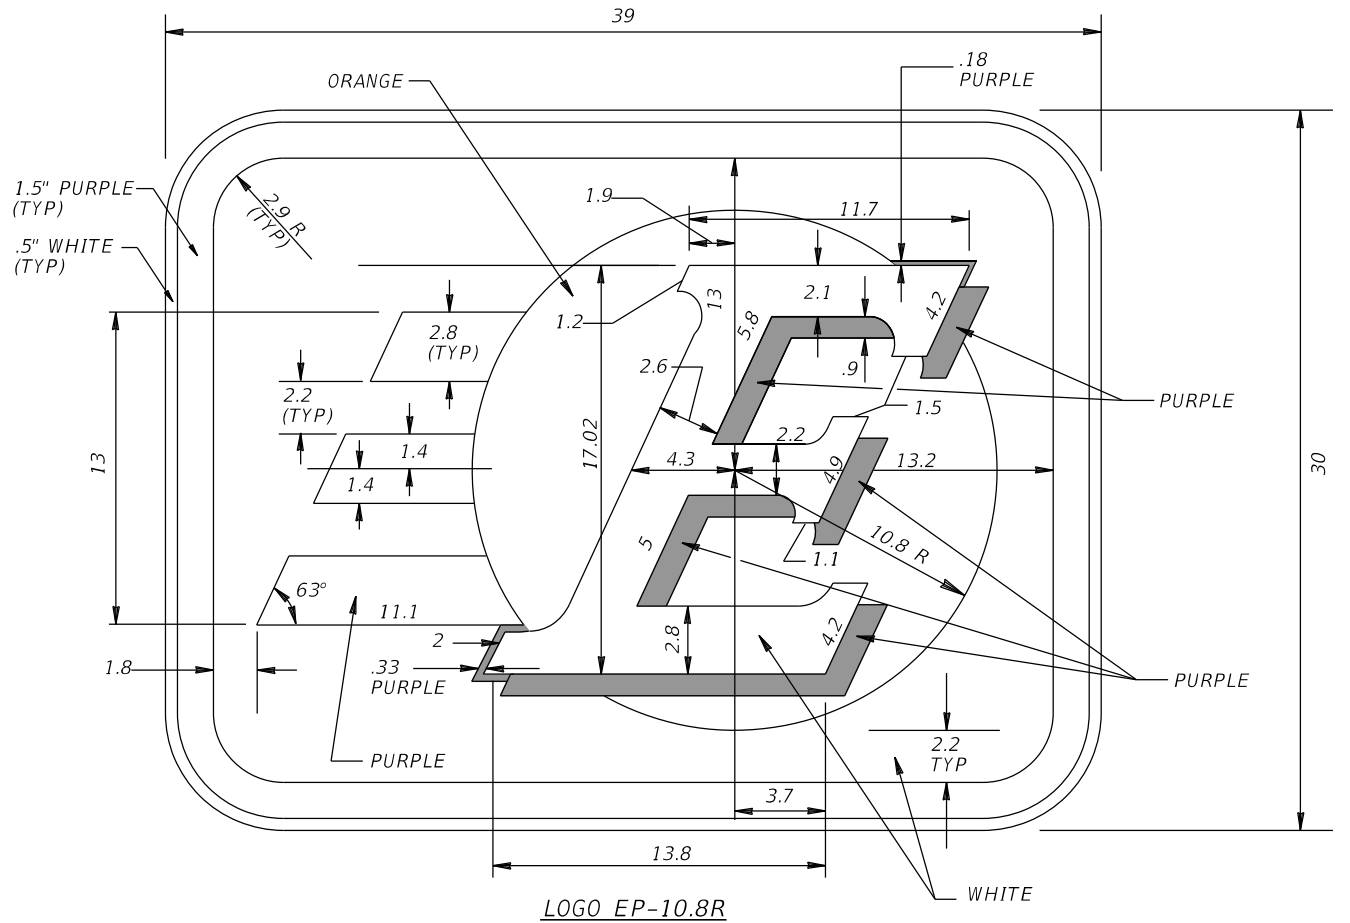 39
.18
PURPLE
ORANGE
1.5" PURPLE
(TYP)
2.9 R
(TYP)
1.9
11.7
.5" WHITE
(TYP)
13
2.1
4.2
1.2
5.8
2.8
(TYP)
2.6
.9
2.2
(TYP)
PURPLE
1.5
2.2
1.4
17.02
4.3
4.9
13.2
13
30
1.4
10.8 R
5
1.1
63°
11.1
2
2.8
4.2
1.8
.33
PURPLE
PURPLE
2.2
TYP
PURPLE
3.7
13.8
WHITE
LOGO EP-10.8R